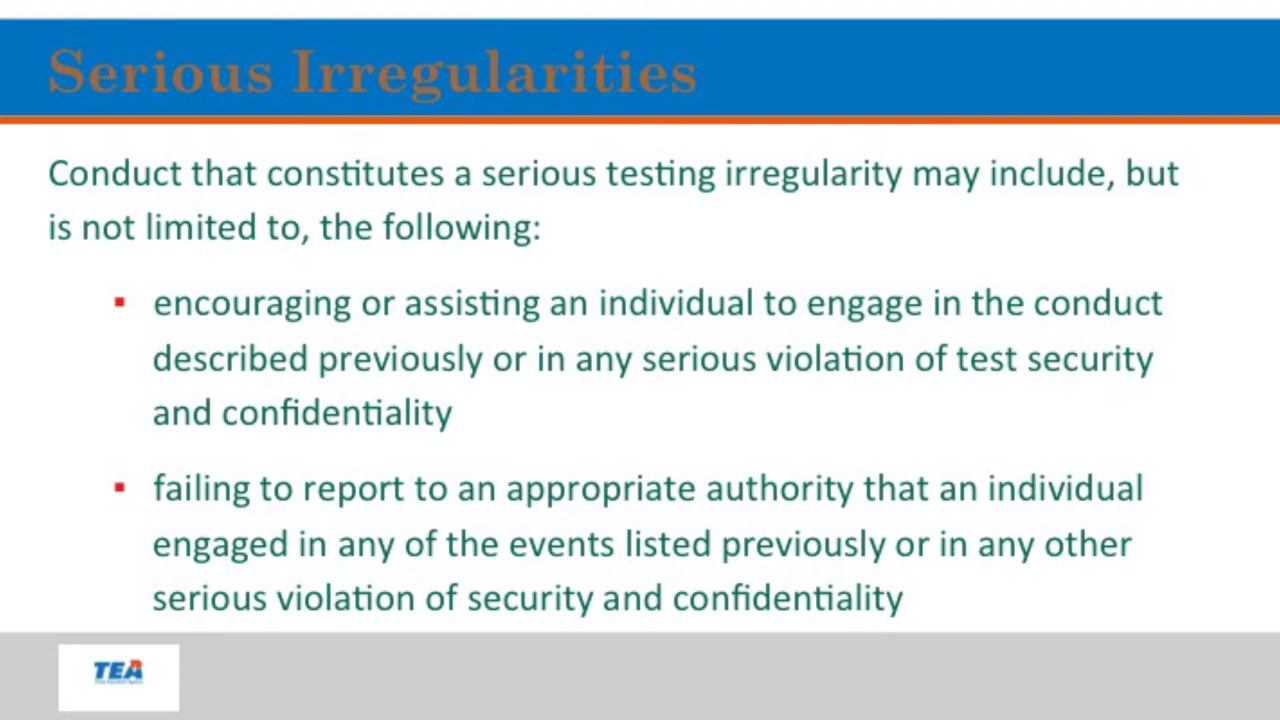 Serious Irregularities
Conduct that constitutes a serious testing irregularity may include, but
is not limited to, the following:
▪ encouraging or assisting an individual to engage in the conduct
described previously or in any serious violation of test security
and confidentiality
▪ failing to report to an appropriate authority that an individual
engaged in any of the events listed previously or in any other
serious violation of security and confidentiality
TEA